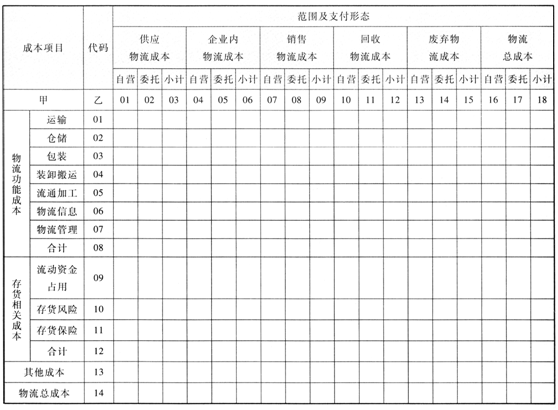 范围及支付形态
成本项目 代码 供应物流成本 企业内物流成本 销售物流成本 回收物流成本 废弃物流成本 物流总成本
自营 委托 小计 自营 委托 小计 自营 委托 小计 自营 委托 小计 自营 委托 小计 自营 委托 小计
甲 乙 01 02 03 04 05 06 07 08 09 10 11 12 13 14 15 16 17 18
物流功能成本
运输 01
仓储 02
包装 03
装卸搬运 04
流通加工 05
物流信息 06
物流管理 07
合计 08
存货相关成本
流动资金占用 09
存货风险 10
存货保险 11
合计 12
其他成本 13
物流总成本 14